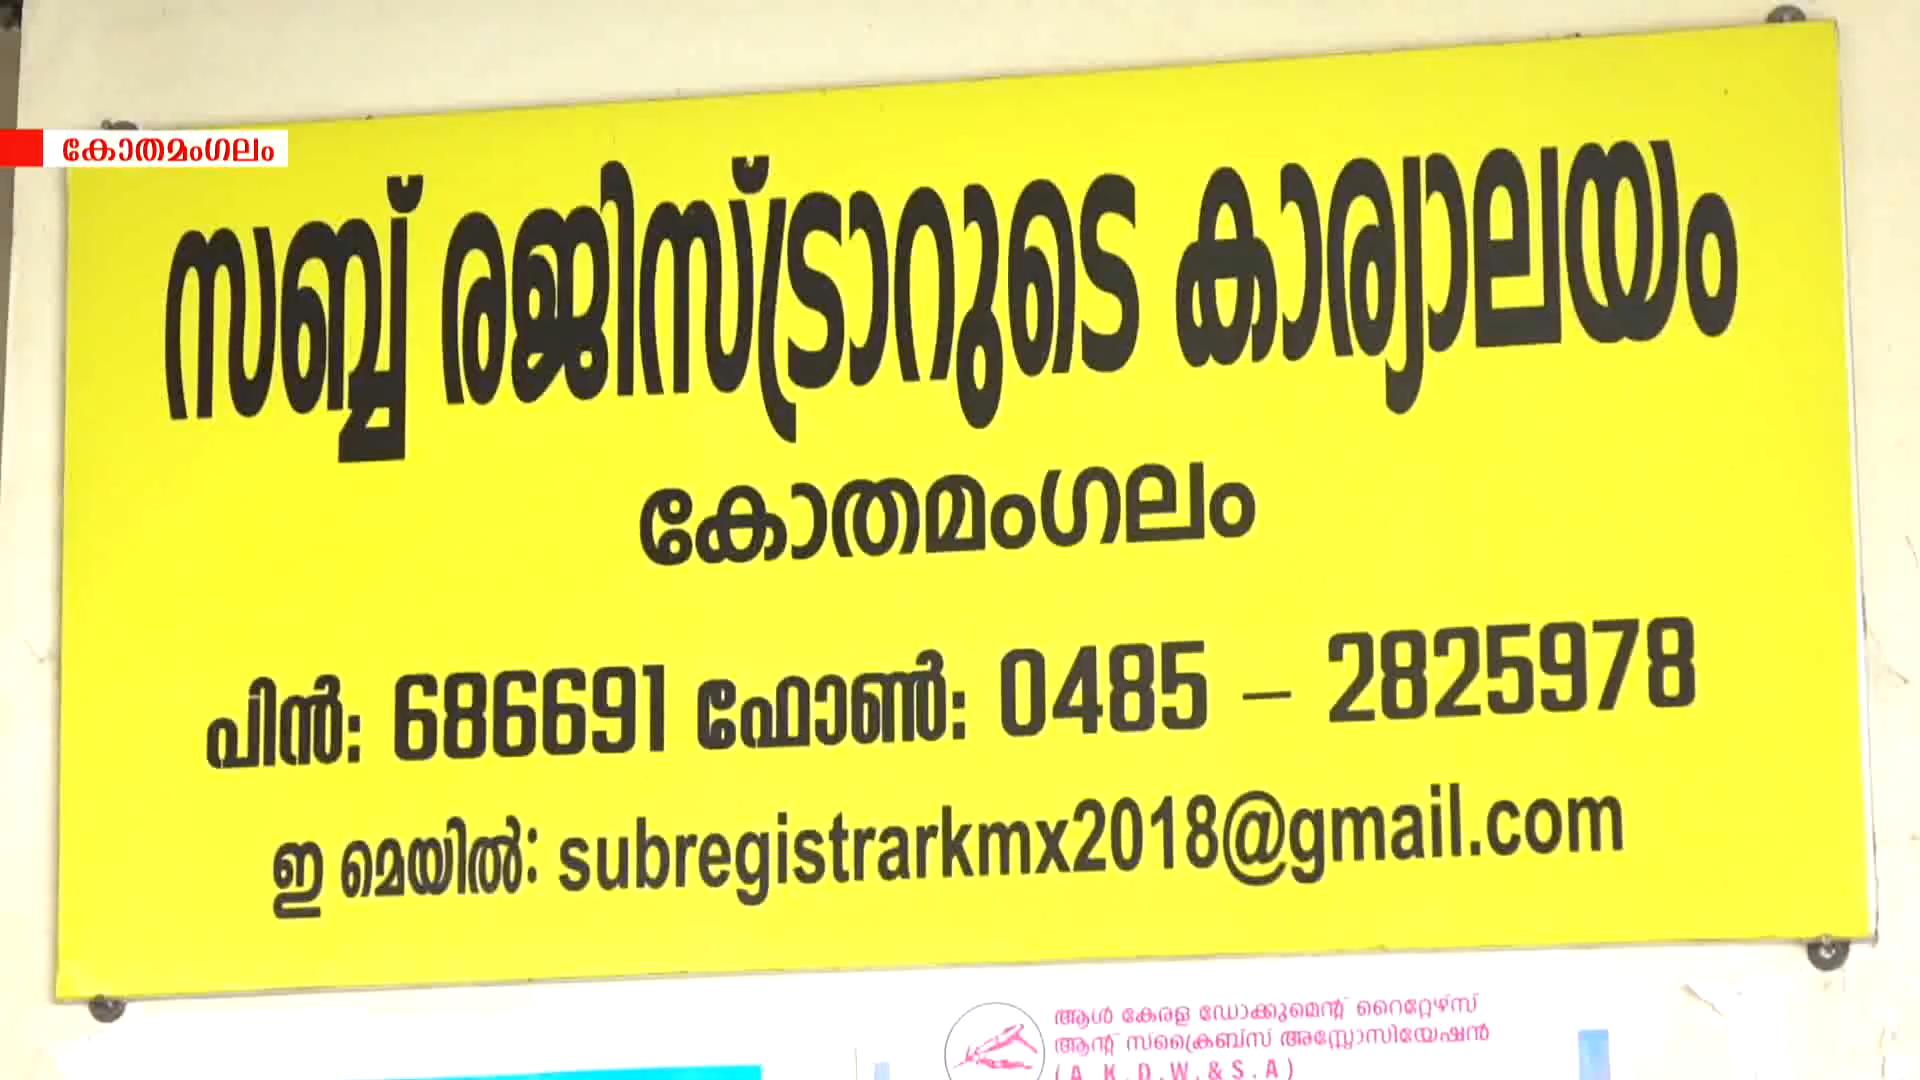 കോതമംഗലം
സബ്ബ് രജിസ്ട്രാറുടെ കാര്യാലയം
കോതമംഗലം
പിൻ: 686691 ഫോൺ: 0485 – 2825978
ഇ മെയിൽ: subregistrarkmx2018@gmail.com
ആൾ കേരള ഡോക്കുമെന്റ് റൈറ്റേഴ്സ്
ആന്റ് സ്ക്രൈബ്സ് അസ്സോസിയേഷൻ
(A.K.D.W.&S.A)